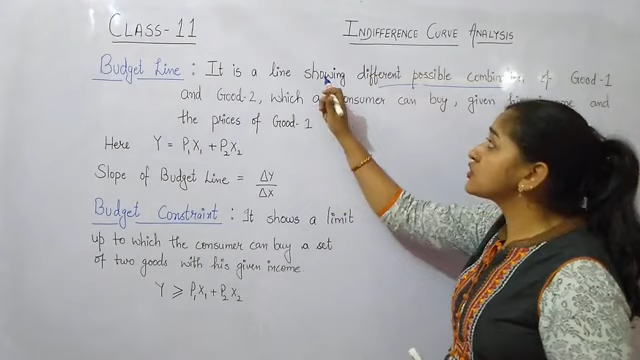 CLASS-11
INDIFFERENCE CURVE ANALYSIS
Budget Line : It is a line showing different possible of Good-1
and Good-2, which a consumer can buy, given his income and
the prices of Good-1
Here Y = P₁X₁ + P₂X₂
Slope of Budget Line = ΔY/ΔX
Budget Constraint : It shows a limit
up to which the consumer can buy a set
of two goods with his given income.
Y ⩾ P₁X₁ + P₂X₂